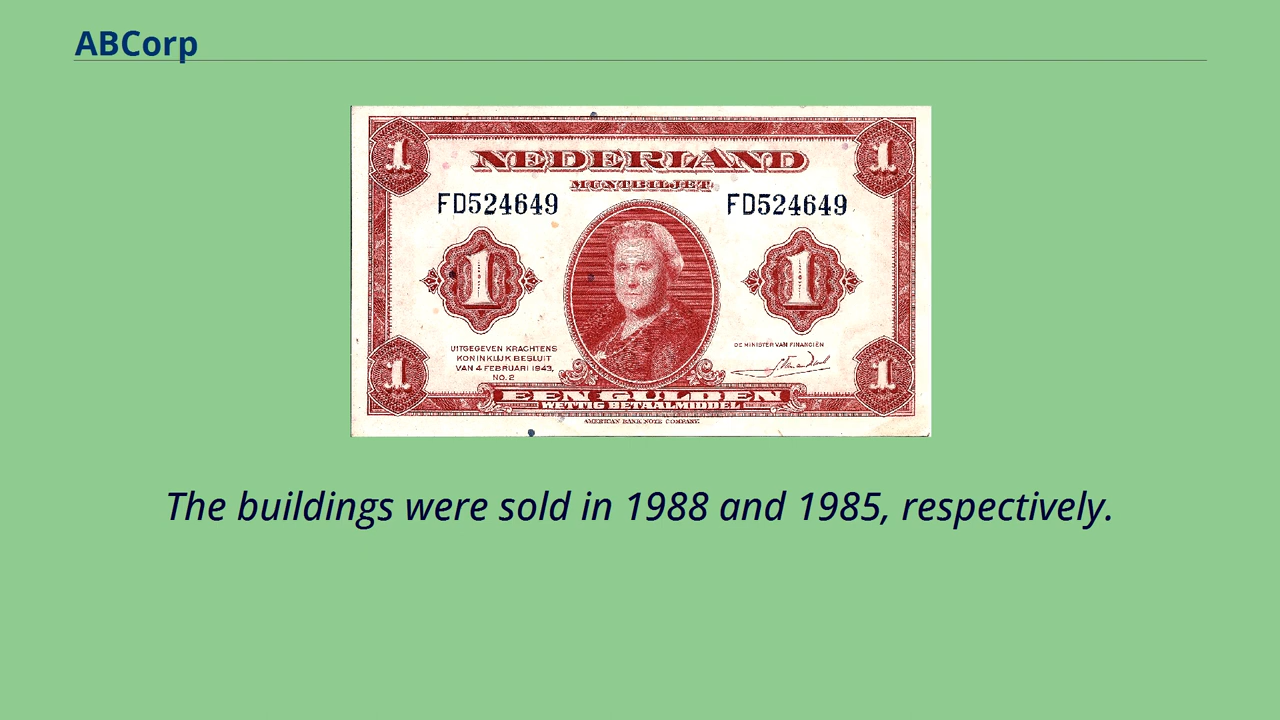 ABCorp
1 1
NEDERLAND
MUNTBILJET
FD524649 FD524649
1 1
UITGEGEVEN KRACHTENS
KONINKLIJK BESLUIT
VAN 4 FEBRUARI 1943,
NO. 2
DE MINISTER VAN FINANCIËN
1 1
EEN GULDEN
WETTIG BETAALMIDDEL
AMERICAN BANK NOTE COMPANY.
The buildings were sold in 1988 and 1985, respectively.